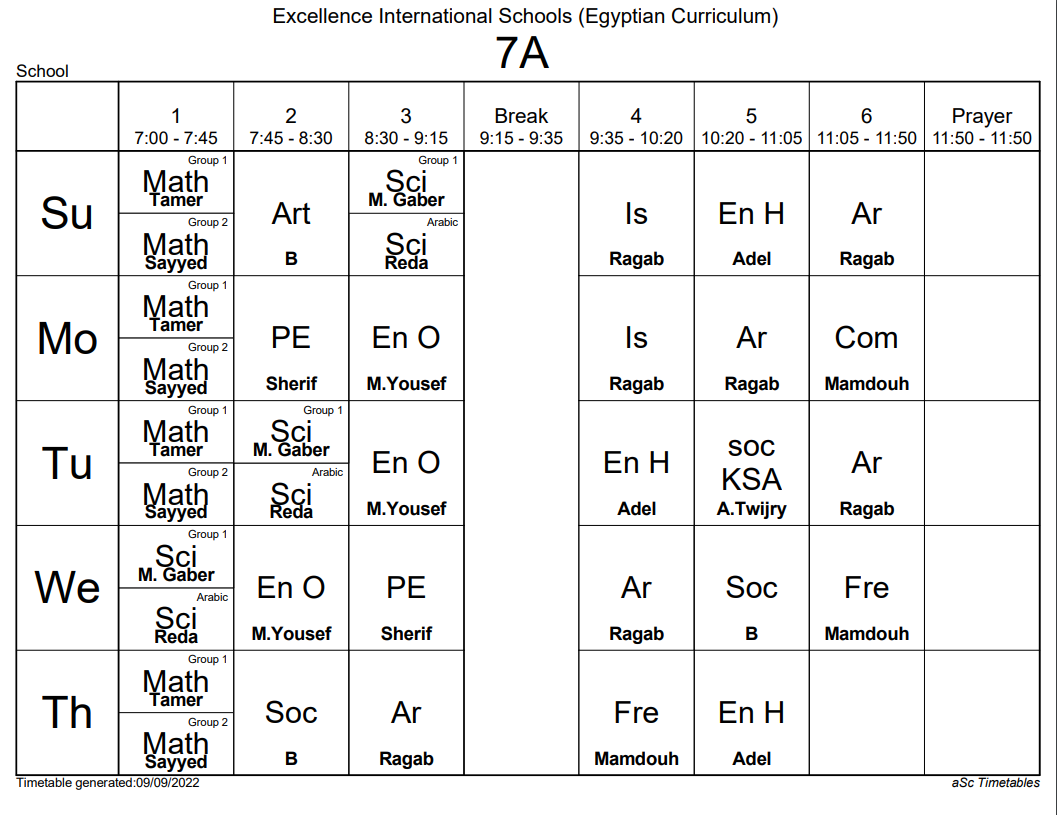 Excellence International Schools (Egyptian Curriculum)
7A
School
1 2 3 Break 4 5 6 Prayer
7:00 - 7:45 7:45 - 8:30 8:30 - 9:15 9:15 - 9:35 9:35 - 10:20 10:20 - 11:05 11:05 - 11:50 11:50 - 11:50
Su
Group 1
Math
Tamer
Group 2
Math
Sayyed
Art
B
Group 1
Sci
M. Gaber
Arabic
Sci
Reda
Is
Ragab
En H
Adel
Ar
Ragab
Mo
Group 1
Math
Tamer
Group 2
Math
Sayyed
PE
Sherif
En O
M.Yousef
Is
Ragab
Ar
Ragab
Com
Mamdouh
Tu
Group 1
Math
Tamer
Group 2
Math
Sayyed
Group 1
Sci
M. Gaber
Arabic
Sci
Reda
En O
M.Yousef
En H
Adel
soc
KSA
A.Twijry
Ar
Ragab
We
Group 1
Sci
M. Gaber
Arabic
Sci
Reda
En O
M.Yousef
PE
Sherif
Ar
Ragab
Soc
B
Fre
Mamdouh
Th
Group 1
Math
Tamer
Group 2
Math
Sayyed
Soc
B
Ar
Ragab
Fre
Mamdouh
En H
Adel
Timetable generated:09/09/2022
aSc Timetables